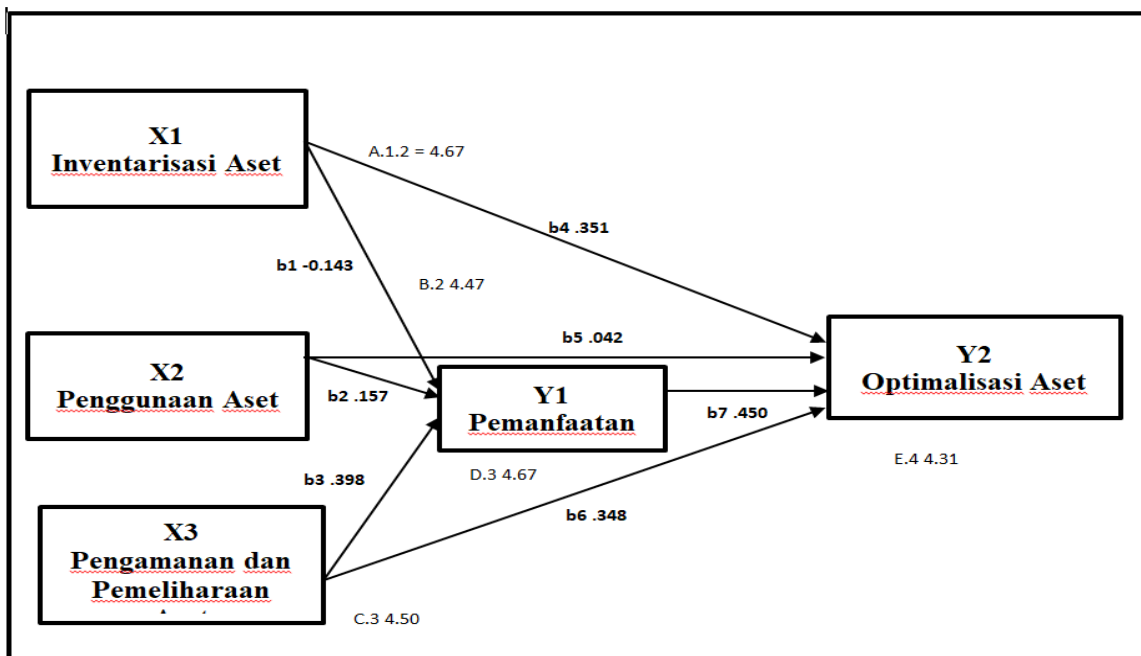 X1
Inventarisasi Aset
A.1.2 = 4.67
b4 .351
b1 -0.143
B.2 4.47
X2
Penggunaan Aset
b5 .042
b2 .157
Y1
Pemanfaatan
Y2
Optimalisasi Aset
b7 .450
b3 .398
D.3 4.67
E.4 4.31
b6 .348
X3
Pengamanan dan
Pemeliharaan
C.3 4.50